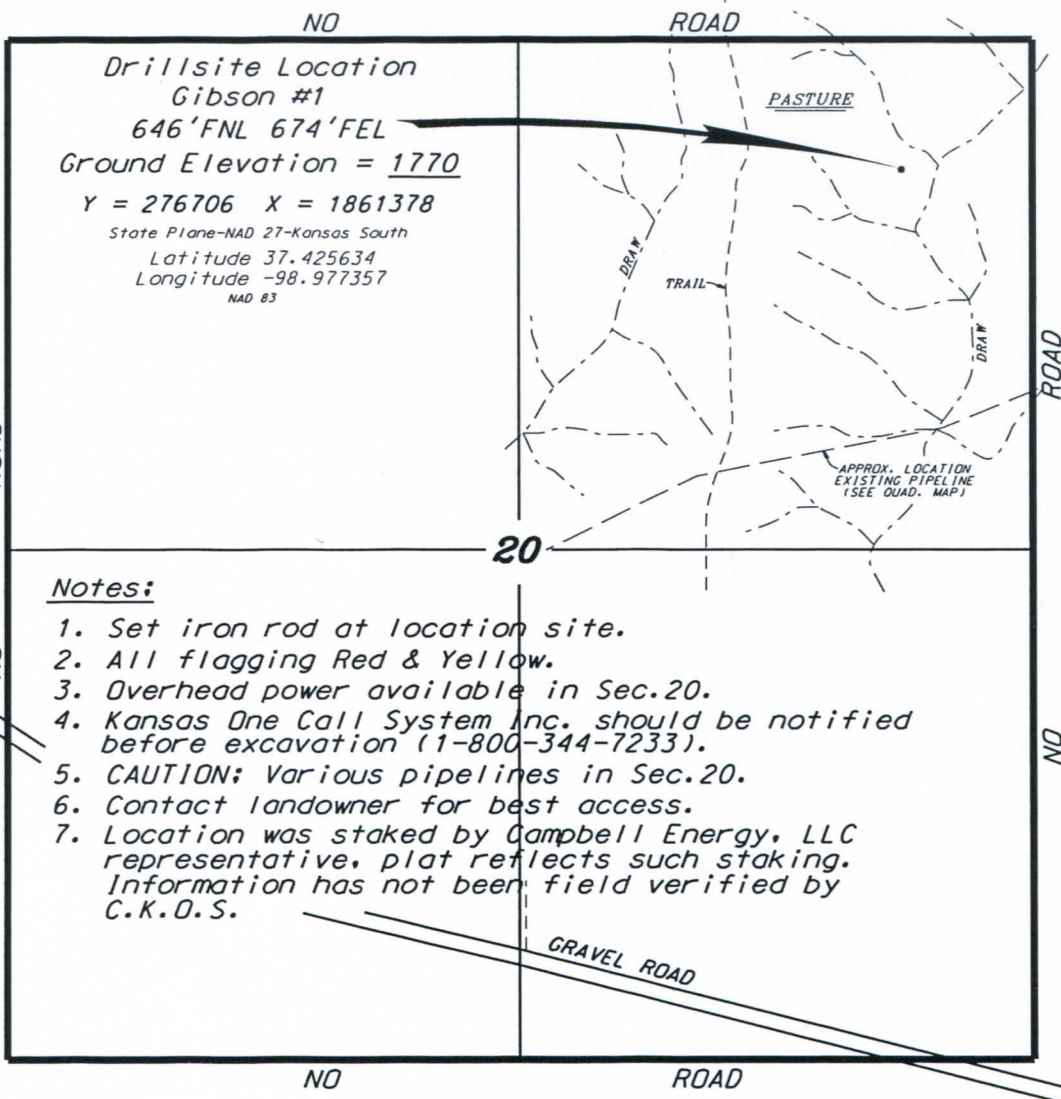 NO ROAD
Drillsite Location
Gibson #1
646'FNL 674'FEL
Ground Elevation = 1770
Y = 276706 X = 1861378
State Plane-NAD 27-Kansas South
Latitude 37.425634
Longitude -98.977357
NAD 83
PASTURE
DRAW
TRAIL
DRAW
ROAD
APPROX. LOCATION
EXISTING PIPELINE
(SEE QUAD. MAP)
20
Notes:
1. Set iron rod at location site.
2. All flagging Red & Yellow.
3. Overhead power available in Sec.20.
4. Kansas One Call System Inc. should be notified
before excavation (1-800-344-7233).
5. CAUTION: Various pipelines in Sec.20.
6. Contact landowner for best access.
7. Location was staked by Campbell Energy, LLC
representative, plat reflects such staking.
Information has not been field verified by
C.K.O.S.
NO
GRAVEL ROAD
NO ROAD